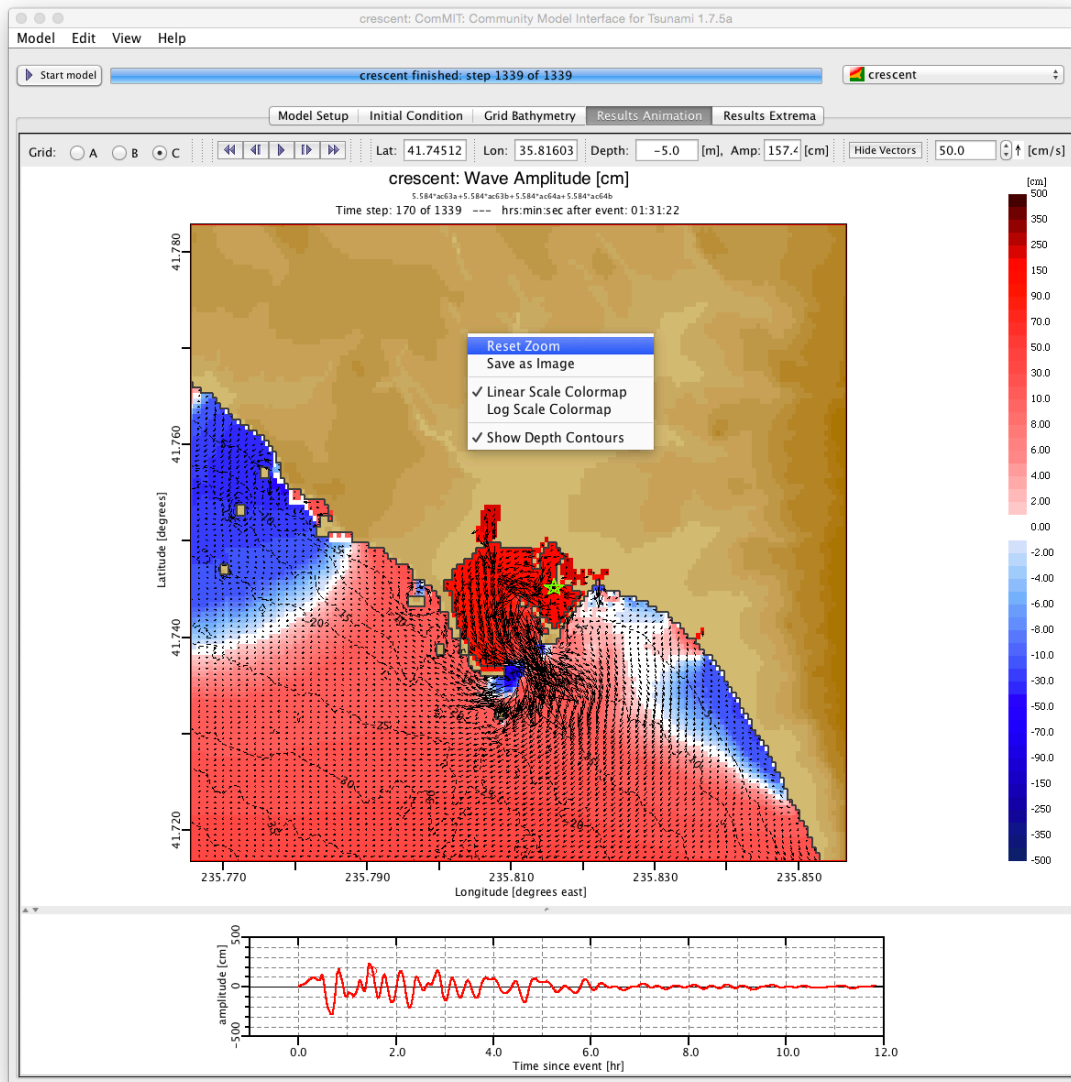 crescent: ComMIT: Community Model Interface for Tsunami 1.7.5a
Model Edit View Help
Start model
crescent finished: step 1339 of 1339
crescent
Model Setup Initial Condition Grid Bathymetry Results Animation Results Extrema
Grid: A B C Lat: 41.74512 Lon: 35.81603 Depth: -5.0 [m], Amp: 157.4 [cm] Hide Vectors 50.0 [cm/s]
crescent: Wave Amplitude [cm]
5.584*ac63a+5.584*ac63b+5.584*ac64a+5.584*ac64b
Time step: 170 of 1339 --- hrs:min:sec after event: 01:31:22
[cm]
500
350
250
150
90.0
70.0
50.0
30.0
10.0
8.00
6.00
4.00
2.00
0.00
-2.00
-4.00
-6.00
-8.00
-10.0
-30.0
-50.0
-70.0
-90.0
-150
-250
-350
-500
41.780
41.760
41.740
41.720
Latitude [degrees]
Reset Zoom
Save as Image
Linear Scale Colormap
Log Scale Colormap
Show Depth Contours
235.770 235.790 235.810 235.830 235.850
Longitude [degrees east]
500
0
-500
amplitude [cm]
0.0 2.0 4.0 6.0 8.0 10.0 12.0
Time since event [hr]